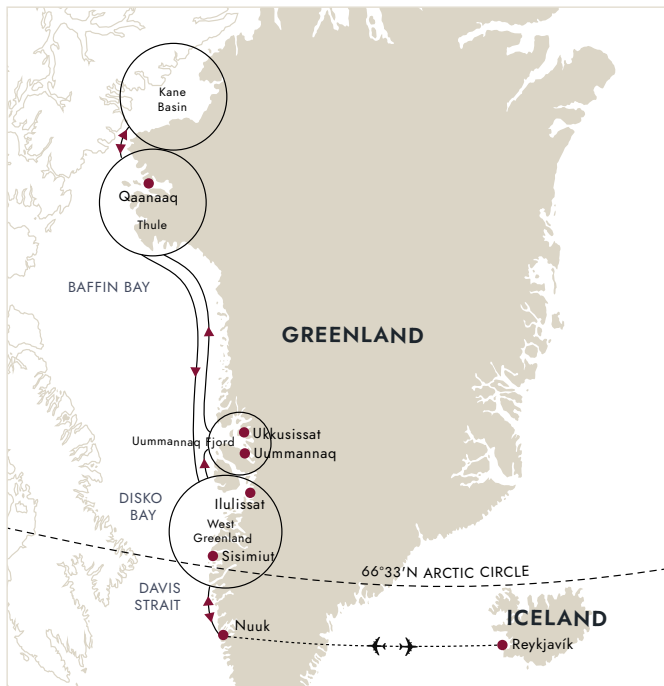 Kane
Basin
Qaanaaq
Thule
BAFFIN BAY
GREENLAND
Ukkusissat
Uummannaq Fjord
Uummannaq
Ilulissat
DISKO
BAY
West
Greenland
Sisimiut
66°33'N ARCTIC CIRCLE
DAVIS
STRAIT
ICELAND
Nuuk
Reykjavík